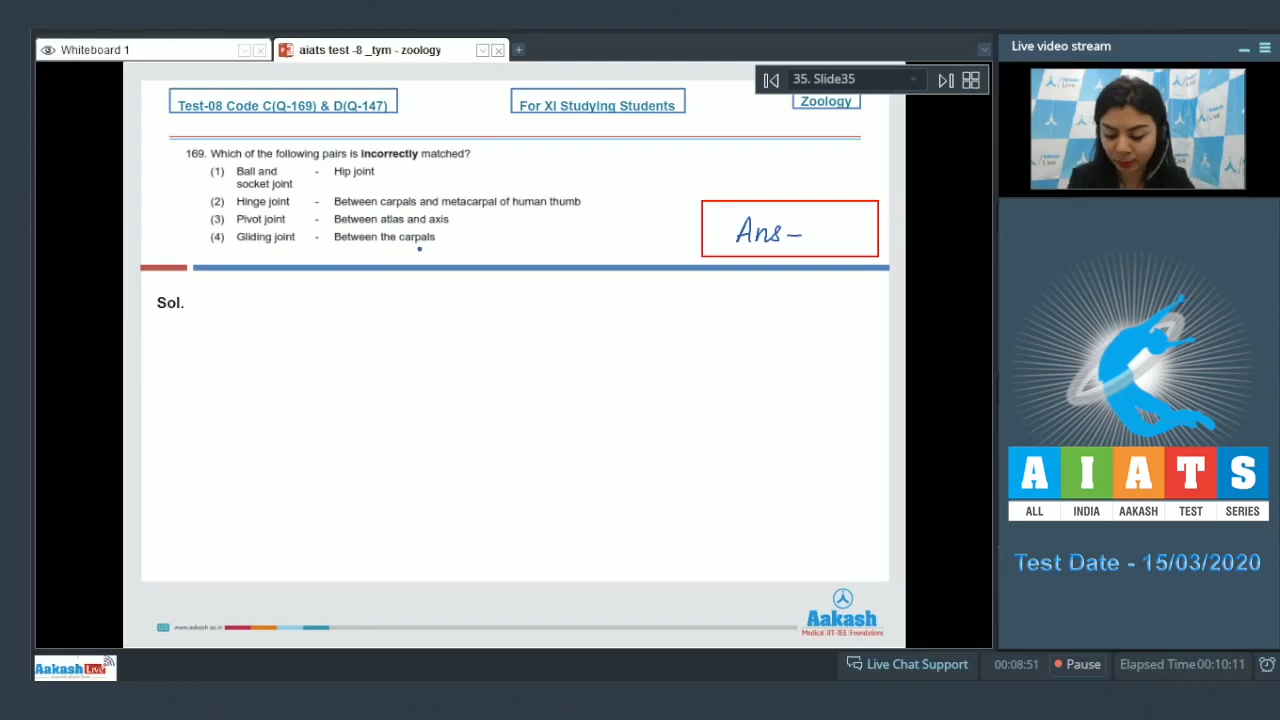 Whiteboard 1
aiats test -8 _tym - zoology
Live video stream
35. Slide35
Test-08 Code C(Q-169) & D(Q-147)
For XI Studying Students
Zoology
169. Which of the following pairs is incorrectly matched?
(1) Ball and socket joint - Hip joint
(2) Hinge joint - Between carpals and metacarpal of human thumb
(3) Pivot joint - Between atlas and axis
(4) Gliding joint - Between the carpals
Ans –
Sol.
A I A T S
ALL INDIA AAKASH TEST SERIES
Test Date - 15/03/2020
www.aakash.ac.in
Aakash
Medical|IIT-JEE|Foundations
Aakash Live
Live Chat Support
00:08:51
Pause
Elapsed Time 00:10:11